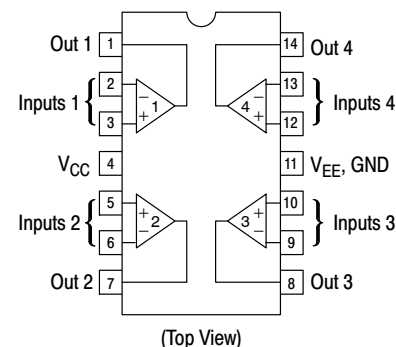 Out 1 1 14 Out 4
Inputs 1 { 2 − 1 4 − 13 } Inputs 4
3 + + 12
VCC 4 11 VEE, GND
Inputs 2 { 5 + 2 3 + 10 } Inputs 3
6 − − 9
Out 2 7 8 Out 3
(Top View)